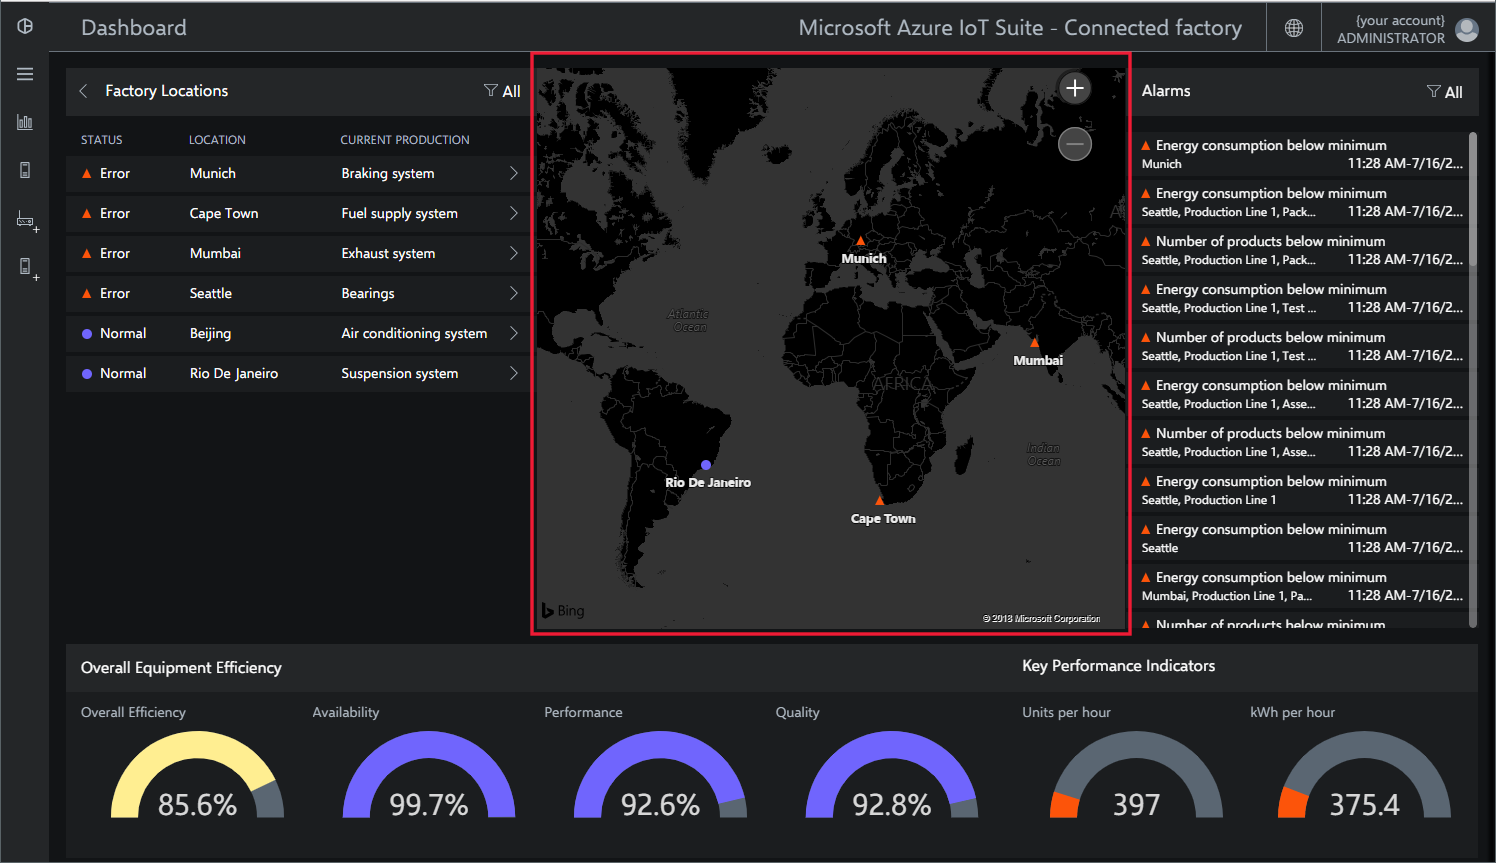 Dashboard
Microsoft Azure IoT Suite - Connected factory
{your account}
ADMINISTRATOR
Factory Locations
All
STATUS LOCATION CURRENT PRODUCTION
Error Munich Braking system
Error Cape Town Fuel supply system
Error Mumbai Exhaust system
Error Seattle Bearings
Normal Beijing Air conditioning system
Normal Rio De Janeiro Suspension system
Munich
Atlantic
Ocean
Mumbai
AFRICA
Indian
Ocean
Rio De Janeiro
Cape Town
Bing
© 2018 Microsoft Corporation
Alarms
All
Energy consumption below minimum
Munich 11:28 AM-7/16/2...
Energy consumption below minimum
Seattle, Production Line 1, Pack... 11:28 AM-7/16/2...
Number of products below minimum
Seattle, Production Line 1, Pack... 11:28 AM-7/16/2...
Energy consumption below minimum
Seattle, Production Line 1, Test ... 11:28 AM-7/16/2...
Number of products below minimum
Seattle, Production Line 1, Test ... 11:28 AM-7/16/2...
Energy consumption below minimum
Seattle, Production Line 1, Asse... 11:28 AM-7/16/2...
Number of products below minimum
Seattle, Production Line 1, Asse... 11:28 AM-7/16/2...
Energy consumption below minimum
Seattle, Production Line 1 11:28 AM-7/16/2...
Energy consumption below minimum
Seattle 11:28 AM-7/16/2...
Energy consumption below minimum
Mumbai, Production Line 1, Pa... 11:28 AM-7/16/2...
Number of products below minimum
Overall Equipment Efficiency
Key Performance Indicators
Overall Efficiency Availability Performance Quality Units per hour kWh per hour
85.6% 99.7% 92.6% 92.8% 397 375.4